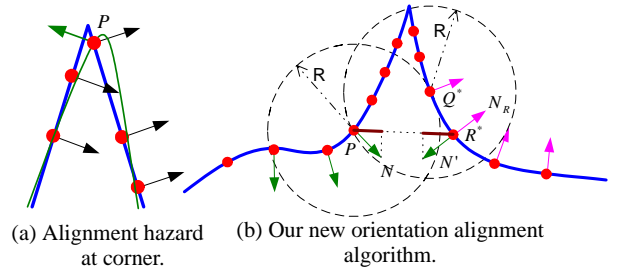 P
R
R
Q*
N_R
P
R*
N
N'
(a) Alignment hazard
at corner.
(b) Our new orientation alignment
algorithm.